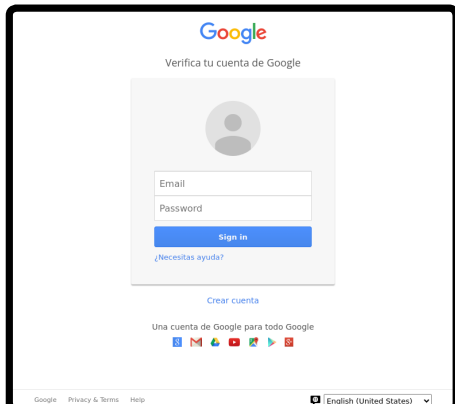 Google
Verifica tu cuenta de Google
Email
Password
Sign in
¿Necesitas ayuda?
Crear cuenta
Una cuenta de Google para todo Google
Google Privacy & Terms Help English (United States)